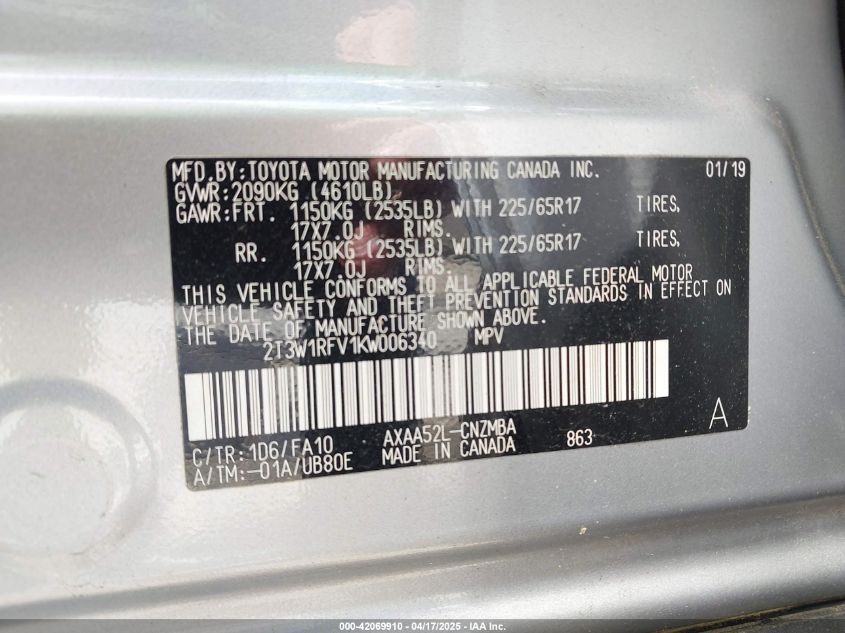 MFD. BY: TOYOTA MOTOR MANUFACTURING CANADA INC. 01/19
GVWR: 2090KG (4610LB)
GAWR: FRT. 1150KG (2535LB) WITH 225/65R17 TIRES,
17X7.0J RIMS.
RR. 1150KG (2535LB) WITH 225/65R17 TIRES,
17X7.0J RIMS.
THIS VEHICLE CONFORMS TO ALL APPLICABLE FEDERAL MOTOR
VEHICLE SAFETY AND THEFT PREVENTION STANDARDS IN EFFECT ON
THE DATE OF MANUFACTURE SHOWN ABOVE.
2T3W1RFV1KW006340 MPV
C/TR: 1D6/FA10 AXAA52L-CNZMBA A
A/TM: -01A/UB80E MADE IN CANADA 863
000-42069910 - 04/17/2025 - IAA Inc.